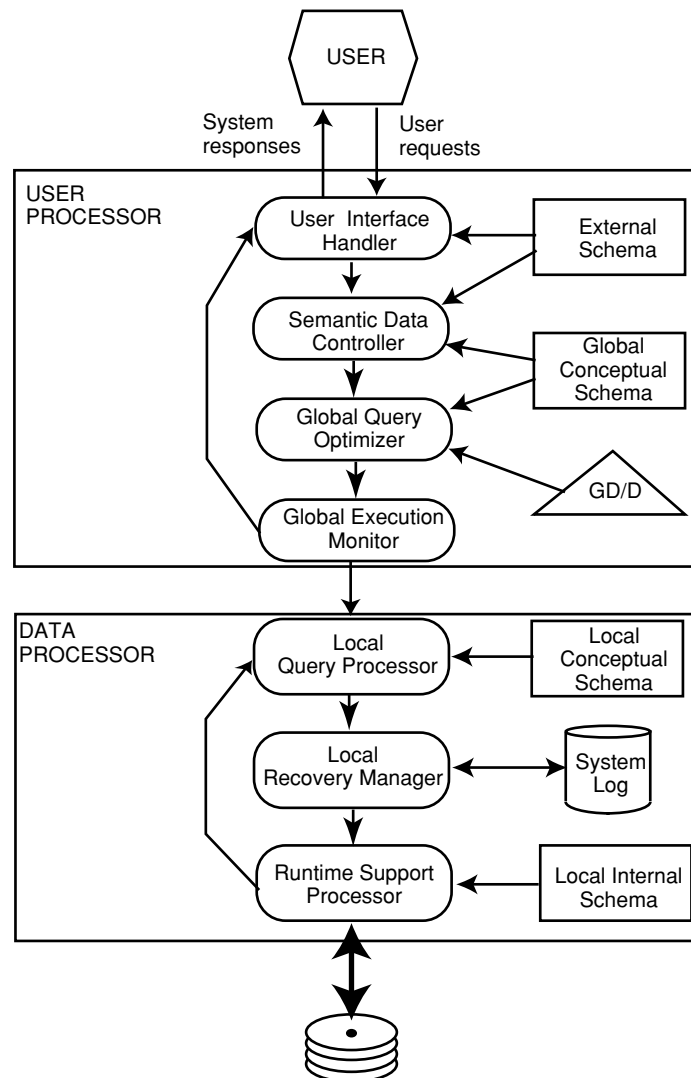 USER
System
responses
User
requests
USER
PROCESSOR
User Interface
Handler
External
Schema
Semantic Data
Controller
Global
Conceptual
Schema
Global Query
Optimizer
GD/D
Global Execution
Monitor
DATA
PROCESSOR
Local
Query Processor
Local
Conceptual
Schema
Local
Recovery Manager
System
Log
Runtime Support
Processor
Local Internal
Schema